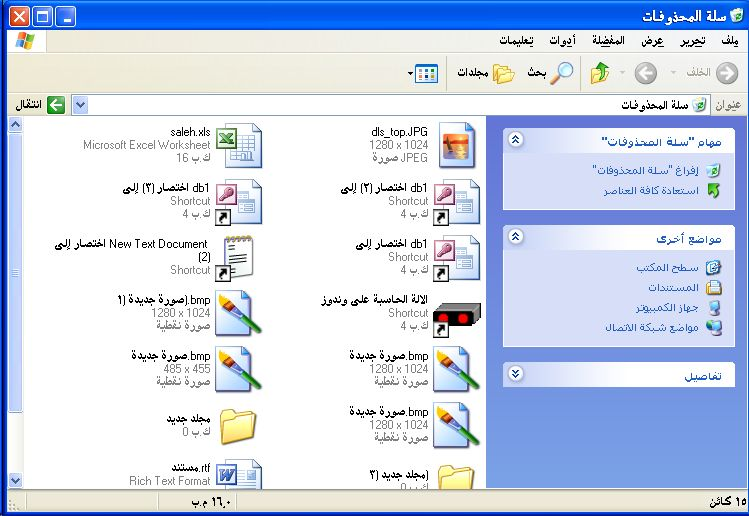 سلة المحذوفات
ملف تحرير عرض المفضلة أدوات تعليمات
الخلف بحث مجلدات
عنوان سلة المحذوفات انتقال
مهام "سلة المحذوفات"
إفراغ "سلة المحذوفات"
استعادة كافة العناصر
مواضع أخرى
سطح المكتب
المستندات
جهاز الكمبيوتر
مواضع شبكة الاتصال
تفاصيل
dls_top.JPG
1280 x 1024
صورة JPEG
saleh.xls
Microsoft Excel Worksheet
16 ك.ب
اختصار (٢) إلى db1
Shortcut
4 ك.ب
اختصار (٣) إلى db1
Shortcut
4 ك.ب
اختصار إلى db1
Shortcut
4 ك.ب
اختصار إلى New Text Document
(2)
Shortcut
الالة الحاسبة على وندوز
Shortcut
4 ك.ب
صورة جديدة (١).bmp
1280 x 1024
صورة نقطية
صورة جديدة.bmp
1280 x 1024
صورة نقطية
صورة جديدة.bmp
485 x 455
صورة نقطية
صورة جديدة.bmp
1280 x 1024
صورة نقطية
مجلد جديد
0 ك.ب
مجلد جديد (٣)
0 ك.ب
مستند.rtf
Rich Text Format
١٥ كائن
١٦,٠ م.ب